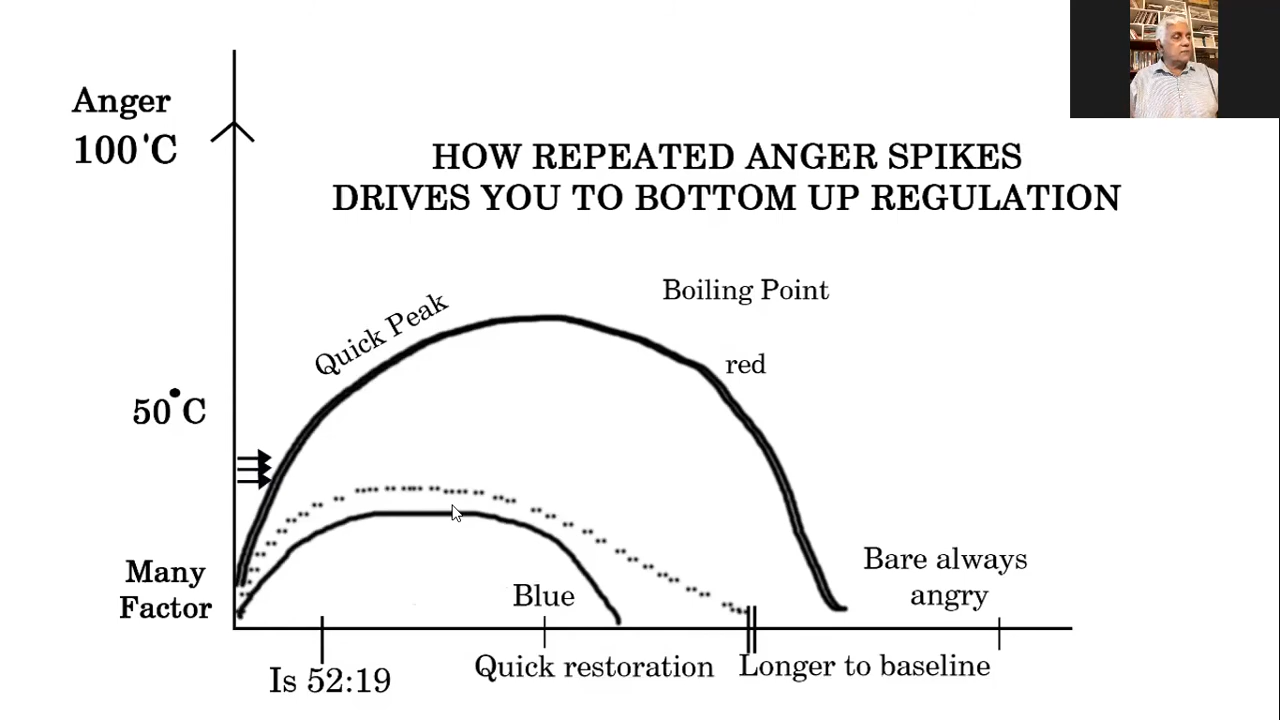 Anger
100°C
HOW REPEATED ANGER SPIKES
DRIVES YOU TO BOTTOM UP REGULATION
Boiling Point
Quick Peak
red
50°C
Many
Factor
Blue
Bare always
angry
Is 52:19
Quick restoration
Longer to baseline